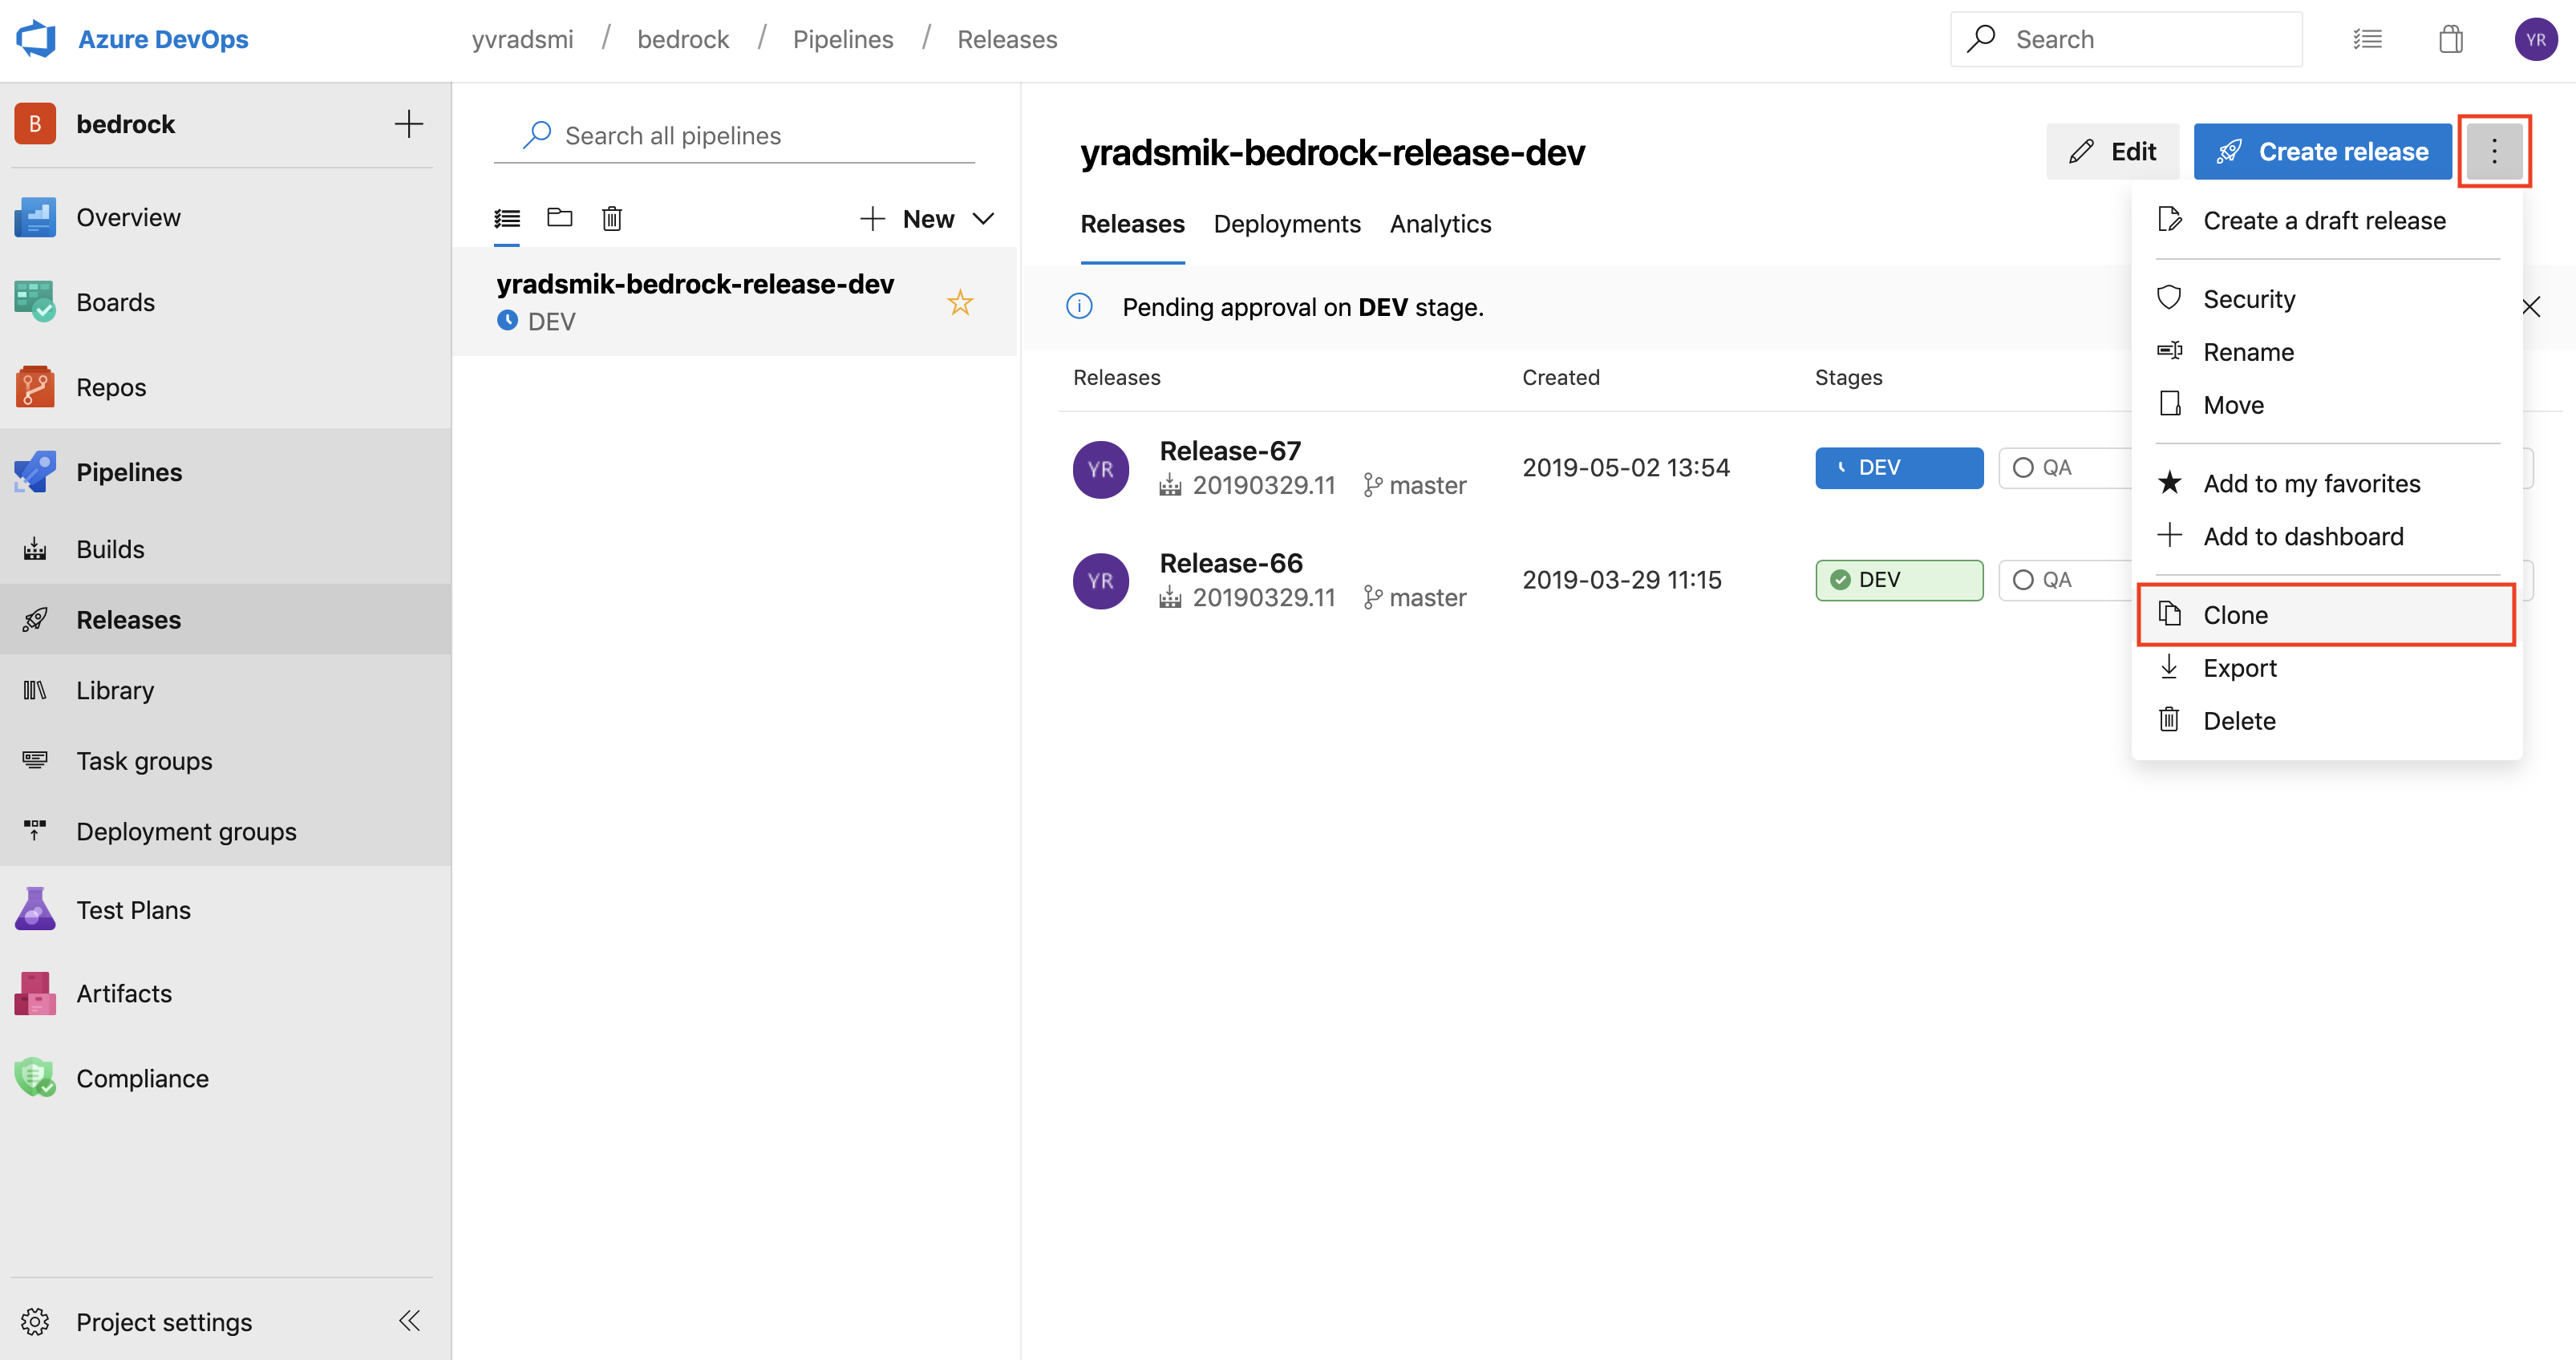 Azure DevOps
yvradsmi / bedrock / Pipelines / Releases
Search
YR
B
bedrock
Overview
Boards
Repos
Pipelines
Builds
Releases
Library
Task groups
Deployment groups
Test Plans
Artifacts
Compliance
Project settings
Search all pipelines
New
yradsmik-bedrock-release-dev
DEV
yradsmik-bedrock-release-dev
Edit
Create release
Releases Deployments Analytics
Pending approval on DEV stage.
Releases Created Stages
YR
Release-67
20190329.11 master
2019-05-02 13:54
DEV
QA
YR
Release-66
20190329.11 master
2019-03-29 11:15
DEV
QA
Create a draft release
Security
Rename
Move
Add to my favorites
Add to dashboard
Clone
Export
Delete